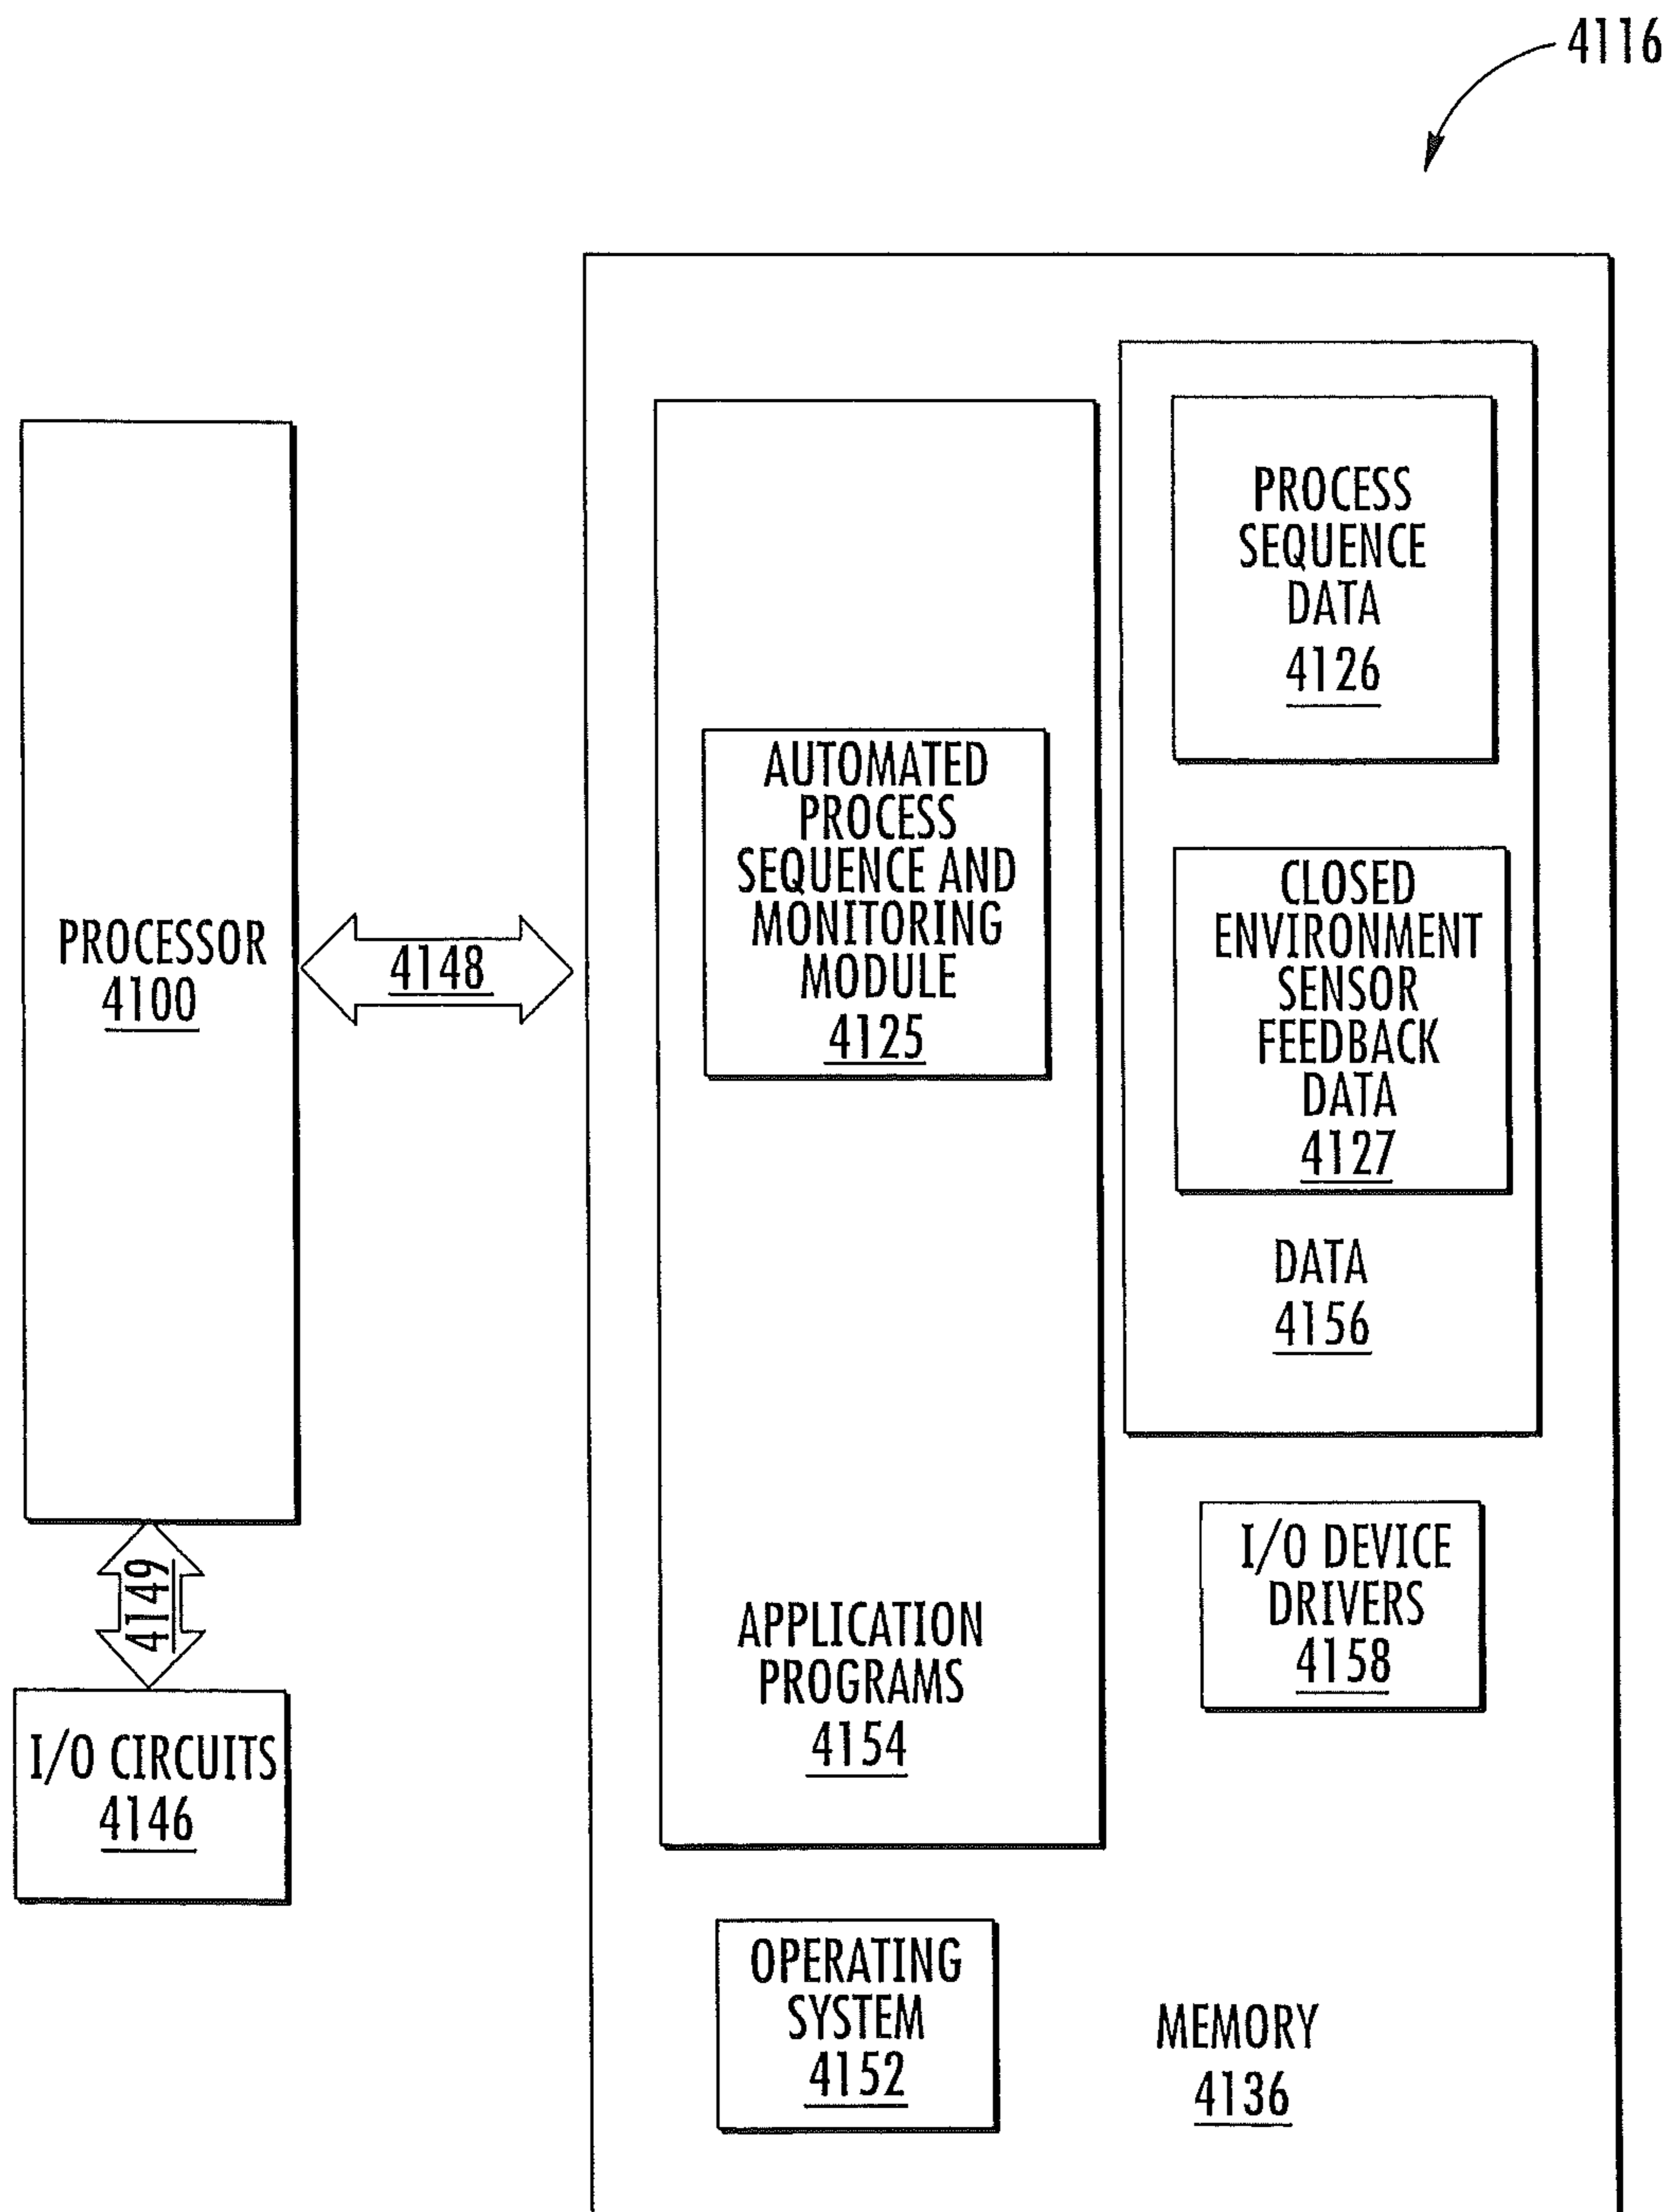 4116
PROCESSOR
4100
4148
4149
I/O CIRCUITS
4146
AUTOMATED
PROCESS
SEQUENCE AND
MONITORING
MODULE
4125
APPLICATION
PROGRAMS
4154
PROCESS
SEQUENCE
DATA
4126
CLOSED
ENVIRONMENT
SENSOR
FEEDBACK
DATA
4127
DATA
4156
I/O DEVICE
DRIVERS
4158
OPERATING
SYSTEM
4152
MEMORY
4136